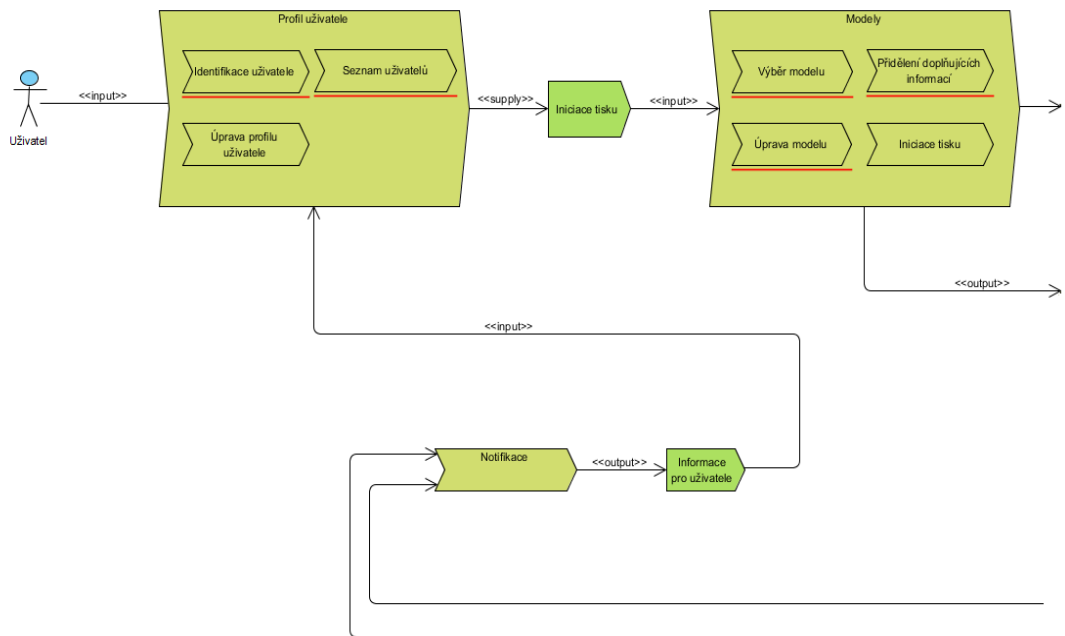 Profil uživatele
Modely
Identifikace uživatele
Seznam uživatelů
Výběr modelu
Přidělení doplňujících
informací
<<input>>
<<supply>>
Iniciace tisku
<<input>>
Uživatel
Úprava profilu
uživatele
Úprava modelu
Iniciace tisku
<<output>>
<<input>>
Notifikace
<<output>>
Informace
pro uživatele